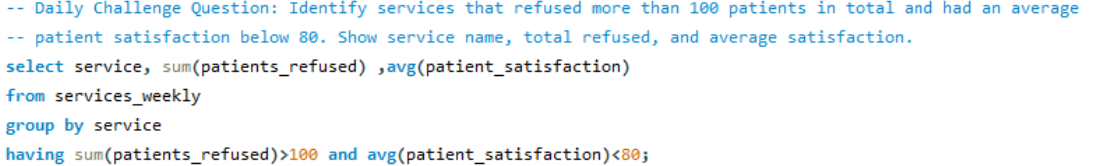 -- Daily Challenge Question: Identify services that refused more than 100 patients in total and had an average
-- patient satisfaction below 80. Show service name, total refused, and average satisfaction.
select service, sum(patients_refused) ,avg(patient_satisfaction)
from services_weekly
group by service
having sum(patients_refused)>100 and avg(patient_satisfaction)<80;